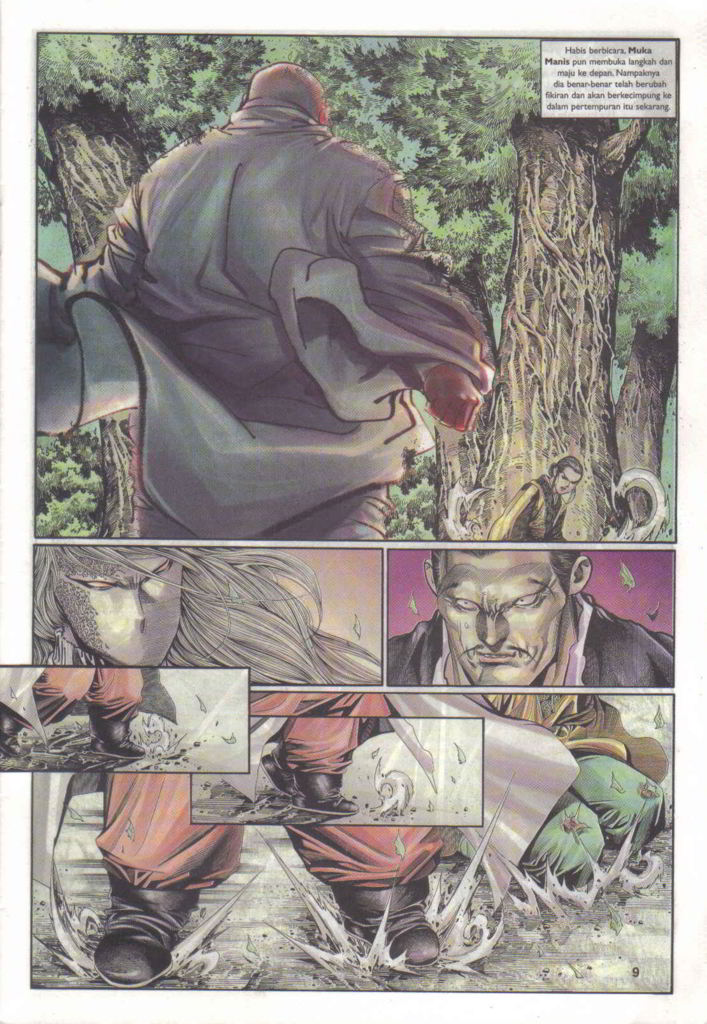 Habis berbicara, Muka
Manis pun membuka langkah dan
maju ke depan. Nampaknya
dia benar-benar telah berubah
fikiran dan akan berkecimpung ke
dalam pertempuran itu sekarang.
9